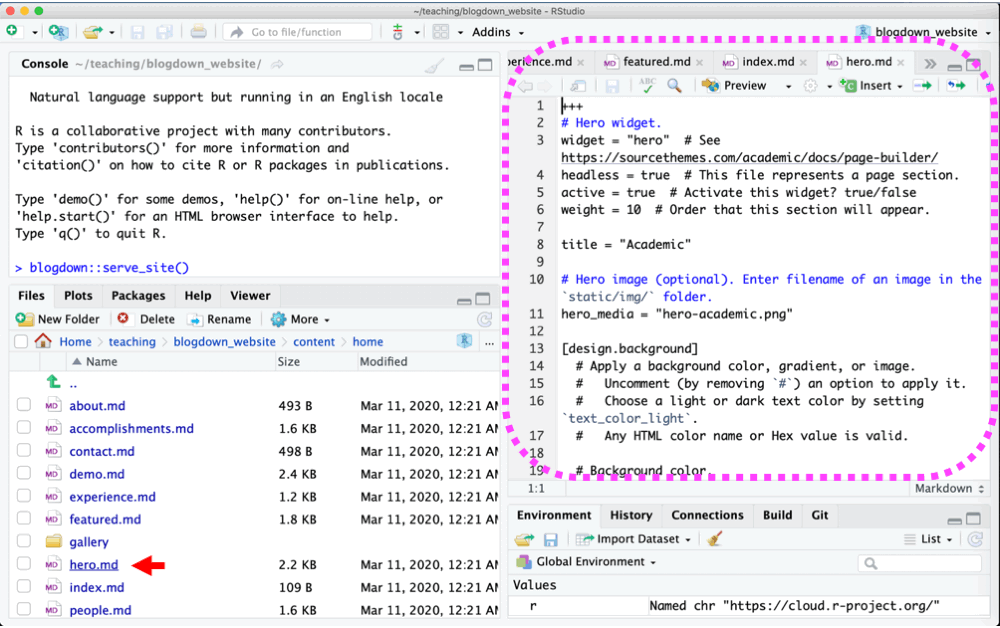 ~/teaching/blogdown_website - RStudio
Go to file/function
Addins
blogdown_website
Console ~/teaching/blogdown_website/
Natural language support but running in an English locale
R is a collaborative project with many contributors.
Type 'contributors()' for more information and
'citation()' on how to cite R or R packages in publications.
Type 'demo()' for some demos, 'help()' for on-line help, or
'help.start()' for an HTML browser interface to help.
Type 'q()' to quit R.
> blogdown::serve_site()
Files Plots Packages Help Viewer
New Folder Delete Rename More
Home teaching blogdown_website content home
Name Size Modified
..
about.md 493 B Mar 11, 2020, 12:21 AM
accomplishments.md 1.6 KB Mar 11, 2020, 12:21 AM
contact.md 498 B Mar 11, 2020, 12:21 AM
demo.md 2.4 KB Mar 11, 2020, 12:21 AM
experience.md 1.2 KB Mar 11, 2020, 12:21 AM
featured.md 1.8 KB Mar 11, 2020, 12:21 AM
gallery
hero.md 2.2 KB Mar 11, 2020, 12:21 AM
index.md 109 B Mar 11, 2020, 12:21 AM
people.md 1.6 KB Mar 11, 2020, 12:21 AM
perience.md featured.md index.md hero.md
ABC Preview Insert
1 +++
2 # Hero widget.
3 widget = "hero"  # See
https://sourcethemes.com/academic/docs/page-builder/
4 headless = true  # This file represents a page section.
5 active = true  # Activate this widget? true/false
6 weight = 10  # Order that this section will appear.
7
8 title = "Academic"
9
10 # Hero image (optional). Enter filename of an image in the
`static/img/` folder.
11 hero_media = "hero-academic.png"
12
13 [design.background]
14   # Apply a background color, gradient, or image.
15   #   Uncomment (by removing `#`) an option to apply it.
16   #   Choose a light or dark text color by setting
`text_color_light`.
17   #   Any HTML color name or Hex value is valid.
18
19   # Background color.
1:1 Markdown
Environment History Connections Build Git
Import Dataset List
Global Environment
Values
r Named chr "https://cloud.r-project.org/"